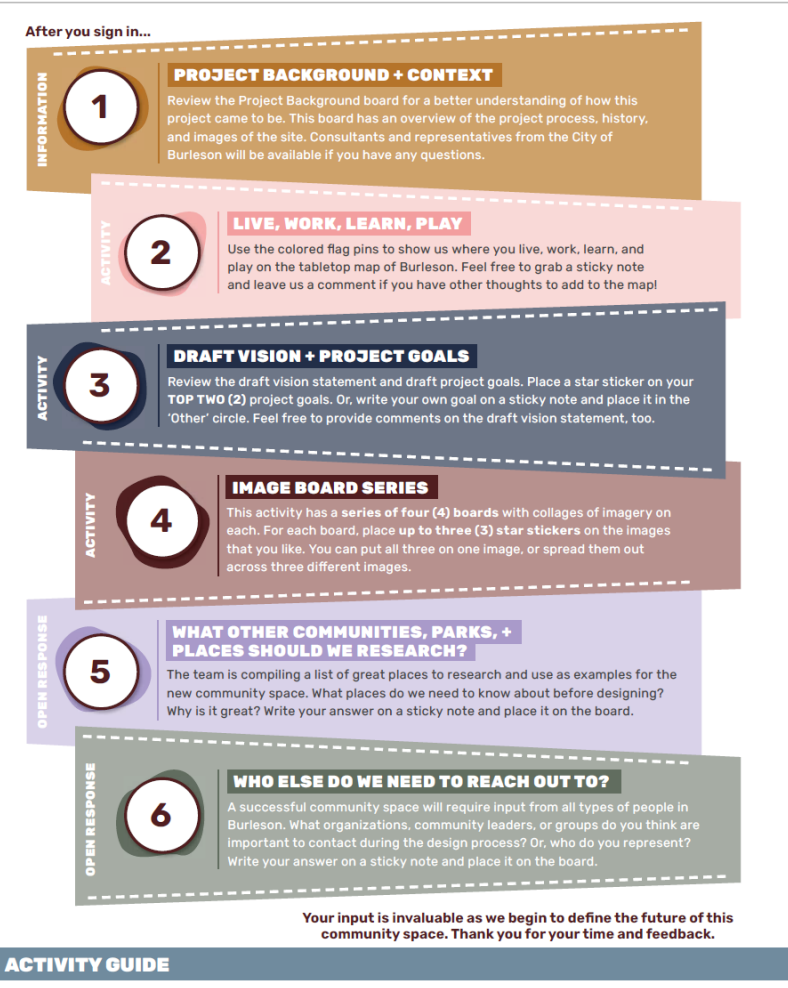 After you sign in...
INFORMATION
1
PROJECT BACKGROUND + CONTEXT
Review the Project Background board for a better understanding of how this
project came to be. This board has an overview of the project process, history,
and images of the site. Consultants and representatives from the City of
Burleson will be available if you have any questions.
ACTIVITY
2
LIVE, WORK, LEARN, PLAY
Use the colored flag pins to show us where you live, work, learn, and
play on the tabletop map of Burleson. Feel free to grab a sticky note
and leave us a comment if you have other thoughts to add to the map!
ACTIVITY
3
DRAFT VISION + PROJECT GOALS
Review the draft vision statement and draft project goals. Place a star sticker on your
TOP TWO (2) project goals. Or, write your own goal on a sticky note and place it in the
'Other' circle. Feel free to provide comments on the draft vision statement, too.
ACTIVITY
4
IMAGE BOARD SERIES
This activity has a series of four (4) boards with collages of imagery on
each. For each board, place up to three (3) star stickers on the images
that you like. You can put all three on one image, or spread them out
across three different images.
OPEN RESPONSE
5
WHAT OTHER COMMUNITIES, PARKS, +
PLACES SHOULD WE RESEARCH?
The team is compiling a list of great places to research and use as examples for the
new community space. What places do we need to know about before designing?
Why is it great? Write your answer on a sticky note and place it on the board.
OPEN RESPONSE
6
WHO ELSE DO WE NEED TO REACH OUT TO?
A successful community space will require input from all types of people in
Burleson. What organizations, community leaders, or groups do you think are
important to contact during the design process? Or, who do you represent?
Write your answer on a sticky note and place it on the board.
Your input is invaluable as we begin to define the future of this
community space. Thank you for your time and feedback.
ACTIVITY GUIDE